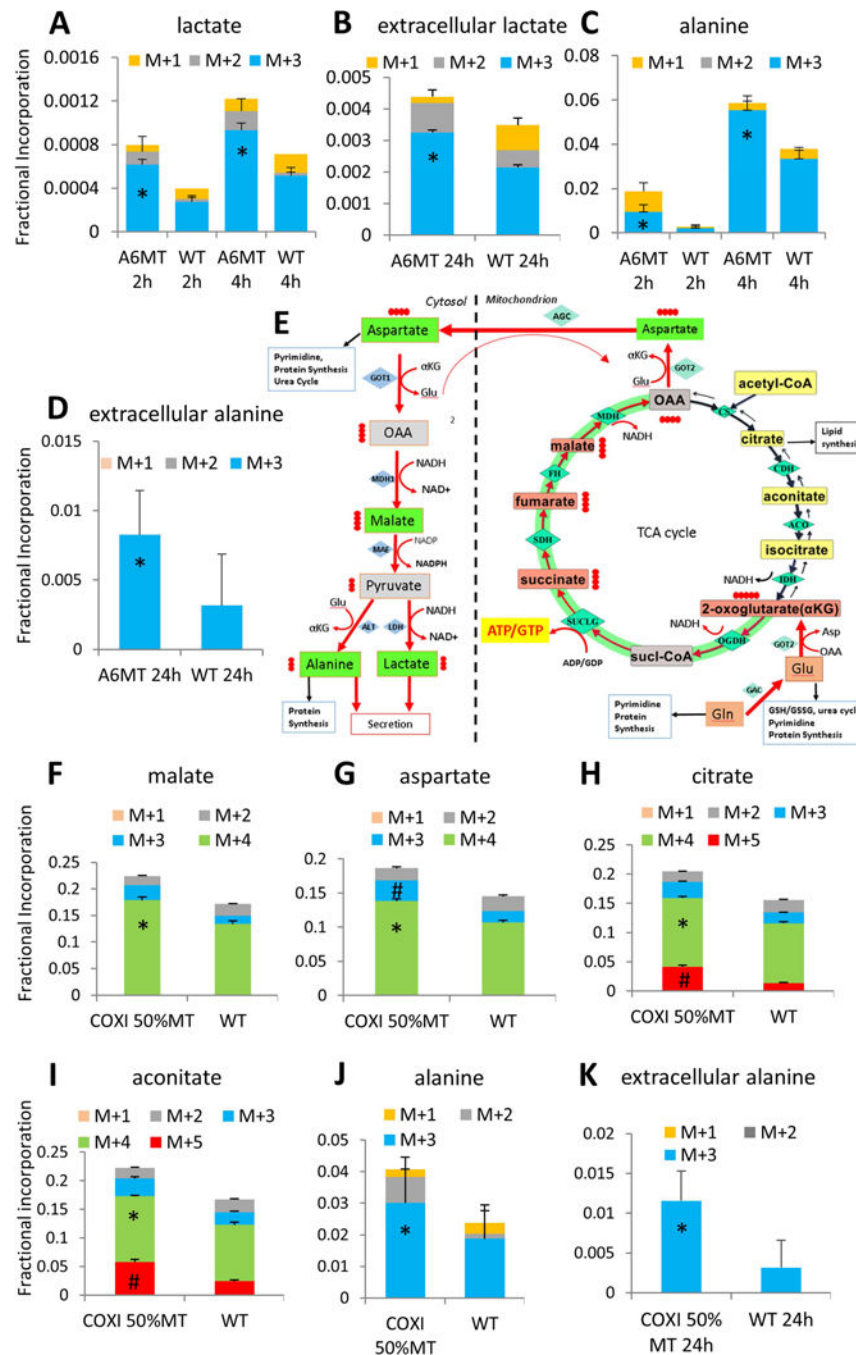 A lactate
Fractional Incorporation
M+1 M+2 M+3
0.0016
0.0012
0.0008
0.0004
0
A6MT 2h
WT 2h
A6MT 4h
WT 4h
*
*
B extracellular lactate
M+1 M+2 M+3
0.005
0.004
0.003
0.002
0.001
0
A6MT 24h
WT 24h
*
C alanine
M+1 M+2 M+3
0.08
0.06
0.04
0.02
0
A6MT 2h
WT 2h
A6MT 4h
WT 4h
*
*
D extracellular alanine
Fractional Incorporation
M+1 M+2 M+3
0.015
0.01
0.005
0
A6MT 24h
WT 24h
*
E
Cytosol
Mitochondrion
Aspartate
AGC
Aspartate
Pyrimidine,
Protein Synthesis
Urea Cycle
GOT1
αKG
Glu
αKG
Glu
GOT2
OAA
2
MDH1
NADH
NAD+
Malate
MAE
NADP
NADPH
Pyruvate
Glu
αKG
ALT
LDH
NADH
NAD+
Alanine
Lactate
Protein
Synthesis
Secretion
OAA
CS
acetyl-CoA
citrate
Lipid
synthesis
CDH
aconitate
ACO
isocitrate
IDH
NADH
2-oxoglutarate(αKG)
NADH
OGDH
sucl-CoA
SUCLG
ATP/GTP
ADP/GDP
succinate
SDH
fumarate
FH
malate
MDH
NADH
TCA cycle
GOT2
Asp
OAA
Glu
GAC
Gln
Pyrimidine
Protein
Synthesis
GSH/GSSG, urea cycle
Pyrimidine
Protein Synthesis
F malate
Fractional Incorporation
M+1 M+2
M+3 M+4
0.25
0.2
0.15
0.1
0.05
0
COXI 50%MT
WT
*
G aspartate
M+1 M+2
M+3 M+4
0.2
0.15
0.1
0.05
0
COXI 50%MT
WT
#
*
H citrate
M+1 M+2 M+3
M+4 M+5
0.25
0.2
0.15
0.1
0.05
0
COXI 50%MT
WT
*
#
I aconitate
Fractional incorporation
M+1 M+2 M+3
M+4 M+5
0.25
0.2
0.15
0.1
0.05
0
COXI 50%MT
WT
*
#
J alanine
M+1 M+2
M+3
0.05
0.04
0.03
0.02
0.01
0
COXI
50%MT
WT
*
K extracellular alanine
M+1 M+2
M+3
0.02
0.015
0.01
0.005
0
COXI 50%
MT 24h
WT 24h
*